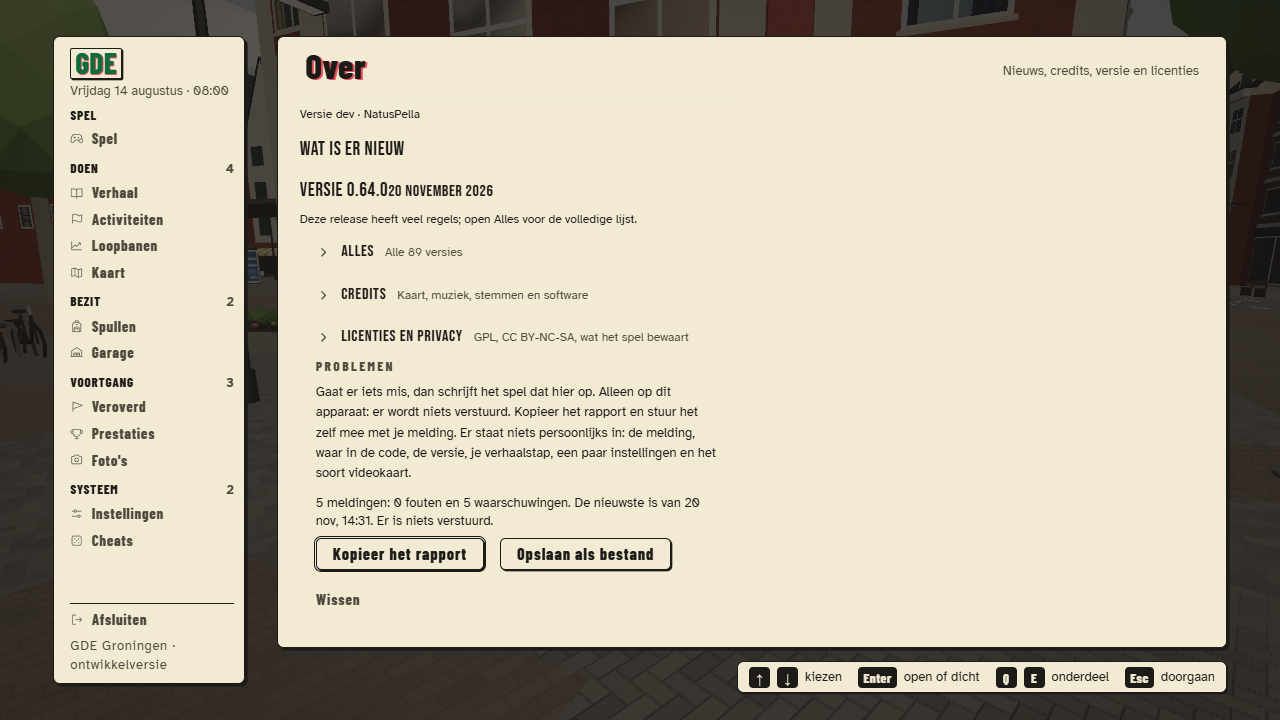 GDE
Vrijdag 14 augustus · 08:00
SPEL
Spel
DOEN 4
Verhaal
Activiteiten
Loopbanen
Kaart
BEZIT 2
Spullen
Garage
VOORTGANG 3
Veroverd
Prestaties
Foto's
SYSTEEM 2
Instellingen
Cheats
Afsluiten
GDE Groningen ·
ontwikkelversie
Over
Nieuws, credits, versie en licenties
Versie dev · NatusPella
WAT IS ER NIEUW
VERSIE 0.64.0 20 NOVEMBER 2026
Deze release heeft veel regels; open Alles voor de volledige lijst.
ALLES Alle 89 versies
CREDITS Kaart, muziek, stemmen en software
LICENTIES EN PRIVACY GPL, CC BY-NC-SA, wat het spel bewaart
PROBLEMEN
Gaat er iets mis, dan schrijft het spel dat hier op. Alleen op dit
apparaat: er wordt niets verstuurd. Kopieer het rapport en stuur het
zelf mee met je melding. Er staat niets persoonlijks in: de melding,
waar in de code, de versie, je verhaalstap, een paar instellingen en het
soort videokaart.
5 meldingen: 0 fouten en 5 waarschuwingen. De nieuwste is van 20
nov, 14:31. Er is niets verstuurd.
Kopieer het rapport Opslaan als bestand
Wissen
↑ ↓ kiezen Enter open of dicht Q E onderdeel Esc doorgaan